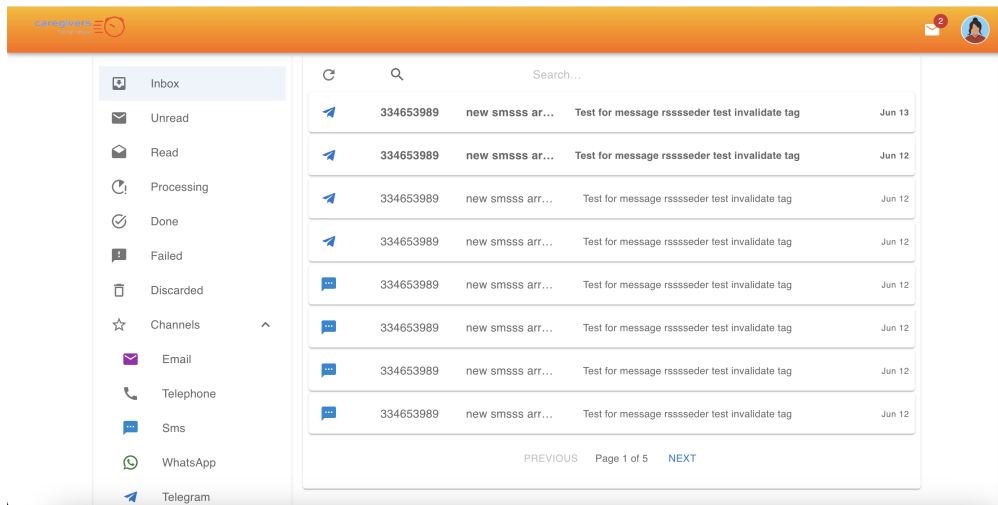 caregivers
2
Inbox
Unread
Read
Processing
Done
Failed
Discarded
Channels
Email
Telephone
Sms
WhatsApp
Telegram
Search...
334653989 new smsss ar... Test for message rsssseder test invalidate tag Jun 13
334653989 new smsss ar... Test for message rsssseder test invalidate tag Jun 12
334653989 new smsss arr... Test for message rsssseder test invalidate tag Jun 12
334653989 new smsss arr... Test for message rsssseder test invalidate tag Jun 12
334653989 new smsss arr... Test for message rsssseder test invalidate tag Jun 12
334653989 new smsss arr... Test for message rsssseder test invalidate tag Jun 12
334653989 new smsss arr... Test for message rsssseder test invalidate tag Jun 12
334653989 new smsss arr... Test for message rsssseder test invalidate tag Jun 12
PREVIOUS Page 1 of 5 NEXT